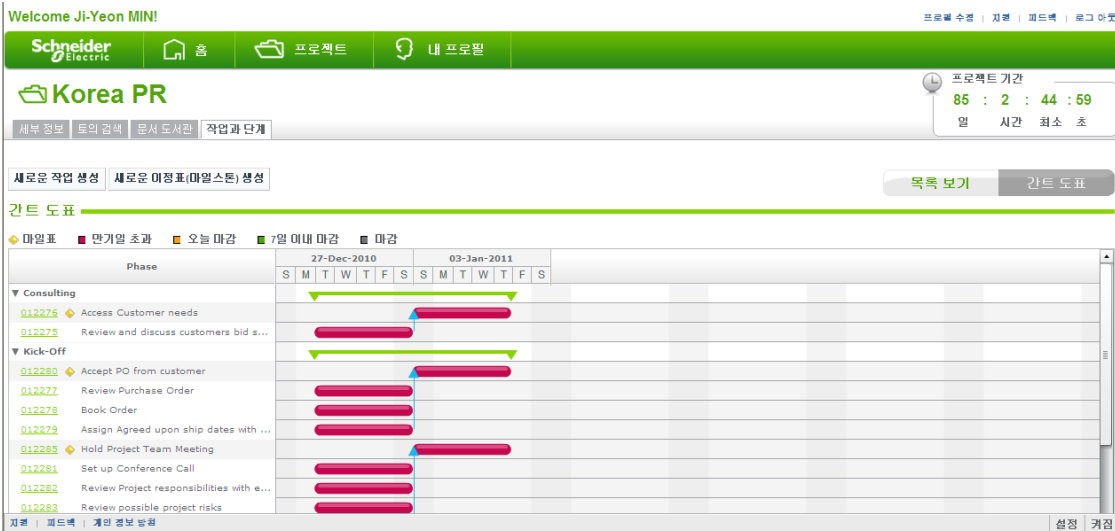 Welcome Ji-Yeon MIN!
프로필 수정 | 지원 | 피드백 | 로그 아웃
Schneider Electric
홈
프로젝트
내 프로필
Korea PR
프로젝트 기간
85 : 2 : 44 : 59
일 시간 최소 초
세부 정보 토의 검색 문서 도서관 작업과 단계
새로운 작업 생성 새로운 이정표(마일스톤) 생성
목록 보기 간트 도표
간트 도표
마일표 만기일 초과 오늘 마감 7일 이내 마감 마감
Phase
27-Dec-2010 03-Jan-2011
S M T W T F S S M T W T F S
▼ Consulting
012276 Access Customer needs
012275 Review and discuss customers bid s...
▼ Kick-Off
012280 Accept PO from customer
012277 Review Purchase Order
012278 Book Order
012279 Assign Agreed upon ship dates with ...
012285 Hold Project Team Meeting
012281 Set up Conference Call
012282 Review Project responsibilities with e...
012283 Review possible project risks
지원 | 피드백 | 개인 정보 방침
설정 켜짐